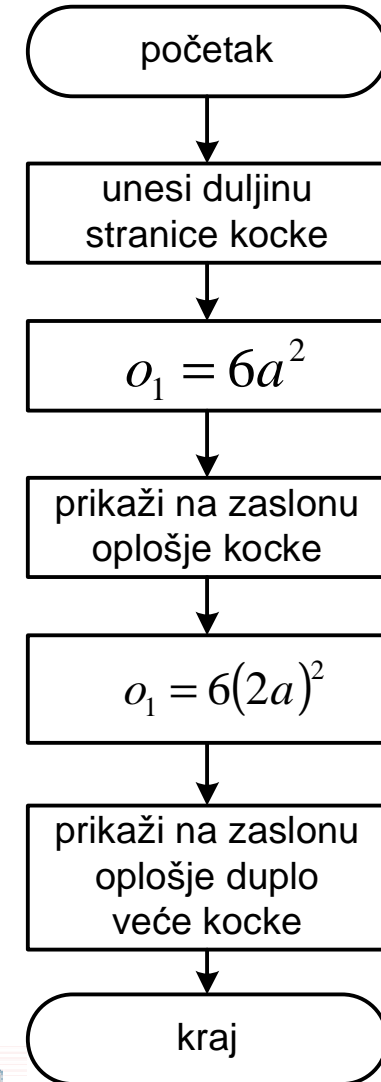 početak
unesi duljinu
stranice kocke
o₁ = 6a²
prikaži na zaslonu
oplošje kocke
o₁ = 6(2a)²
prikaži na zaslonu
oplošje duplo
veće kocke
kraj